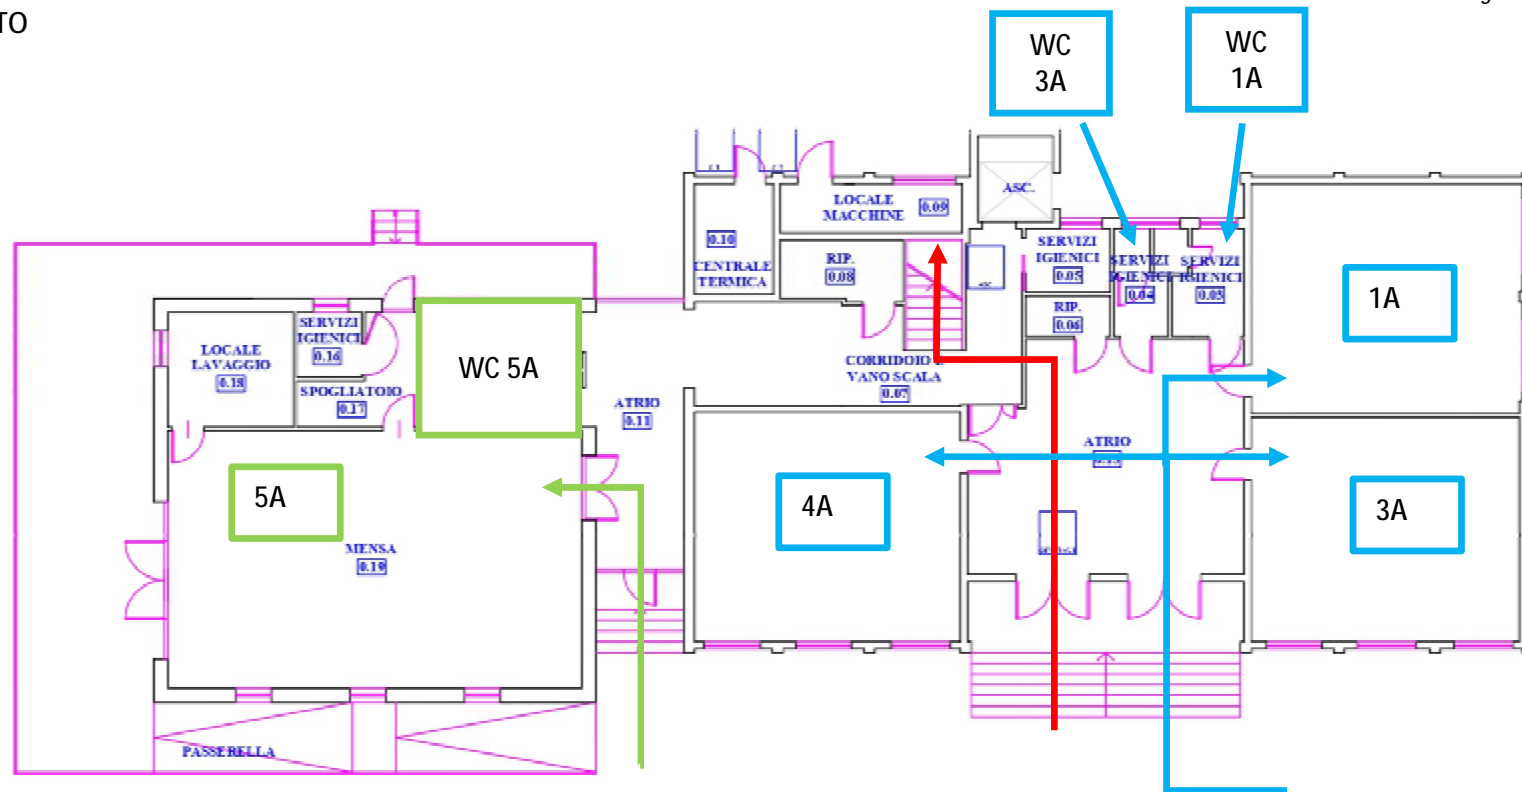 TO
WC
3A
WC
1A
ASC.
LOCALE
MACCHINE
0.09
0.10
CENTRALE
TERMICA
RIP.
0.08
SERVIZI
IGIENICI
0.05
SERVIZI
IGIENICI
0.04
SERVIZI
IGIENICI
0.03
RIP.
0.06
1A
SERVIZI
IGIENICI
0.16
LOCALE
LAVAGGIO
0.18
SPOGLIATOIO
0.17
WC 5A
CORRIDOIO
VANO SCALA
0.07
ATRIO
0.11
ATRIO
5A
4A
3A
MENSA
0.19
PASSERELLA